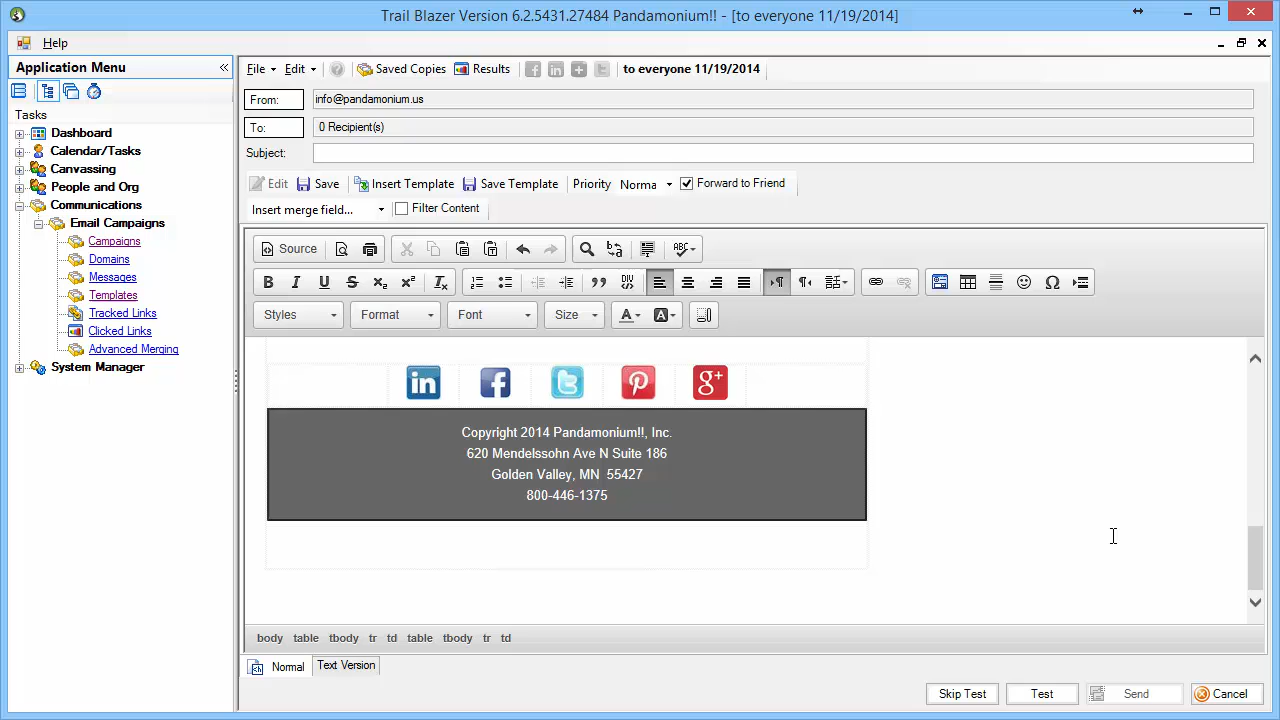 Trail Blazer Version 6.2.5431.27484 Pandamonium!! - [to everyone 11/19/2014]
Help
Application Menu
Tasks
Dashboard
Calendar/Tasks
Canvassing
People and Org
Communications
Email Campaigns
Campaigns
Domains
Messages
Templates
Tracked Links
Clicked Links
Advanced Merging
System Manager
File Edit ? Saved Copies Results to everyone 11/19/2014
From: info@pandamonium.us
To: 0 Recipient(s)
Subject:
Edit Save Insert Template Save Template Priority Norma Forward to Friend
Insert merge field... Filter Content
Source
Styles Format Font Size
in f t P g+
Copyright 2014 Pandamonium!!, Inc.
620 Mendelssohn Ave N Suite 186
Golden Valley, MN 55427
800-446-1375
body table tbody tr td table tbody tr td
Normal Text Version
Skip Test Test Send Cancel